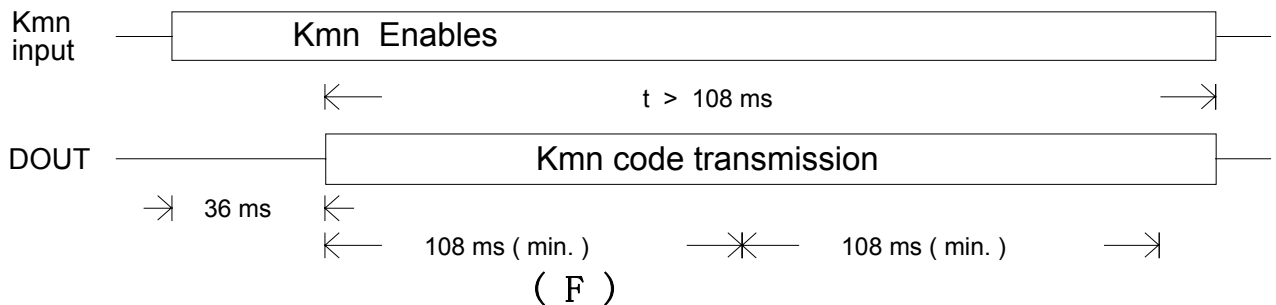 Kmn
input
Kmn Enables
t > 108 ms
DOUT
Kmn code transmission
36 ms
108 ms ( min. )
108 ms ( min. )
( F )